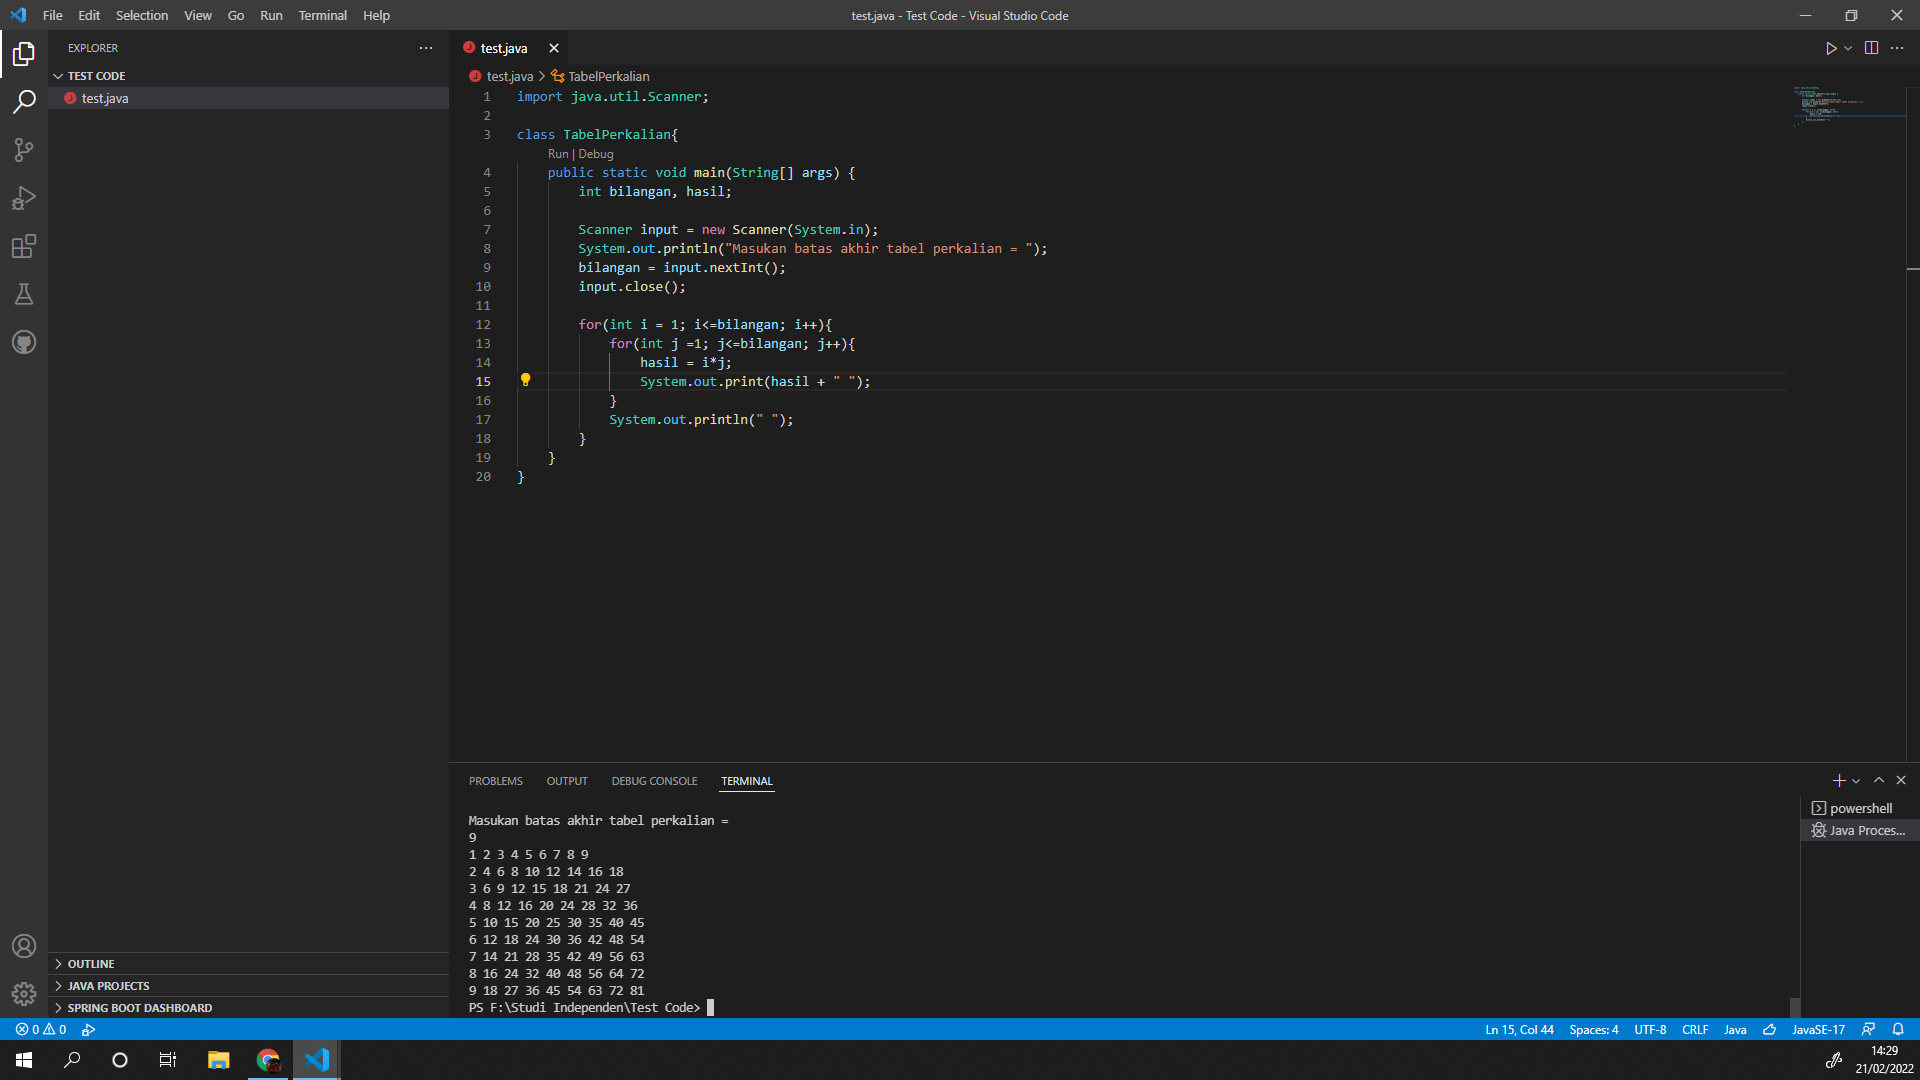 File Edit Selection View Go Run Terminal Help
test.java - Test Code - Visual Studio Code
EXPLORER
TEST CODE
test.java
test.java
test.java > TabelPerkalian
1 import java.util.Scanner;
2
3 class TabelPerkalian{
Run | Debug
4 public static void main(String[] args) {
5 int bilangan, hasil;
6
7 Scanner input = new Scanner(System.in);
8 System.out.println("Masukan batas akhir tabel perkalian = ");
9 bilangan = input.nextInt();
10 input.close();
11
12 for(int i = 1; i<=bilangan; i++){
13 for(int j =1; j<=bilangan; j++){
14 hasil = i*j;
15 System.out.print(hasil + " ");
16 }
17 System.out.println(" ");
18 }
19 }
20 }
PROBLEMS OUTPUT DEBUG CONSOLE TERMINAL
powershell
Java Proces...
Masukan batas akhir tabel perkalian =
9
1 2 3 4 5 6 7 8 9
2 4 6 8 10 12 14 16 18
3 6 9 12 15 18 21 24 27
4 8 12 16 20 24 28 32 36
5 10 15 20 25 30 35 40 45
6 12 18 24 30 36 42 48 54
7 14 21 28 35 42 49 56 63
8 16 24 32 40 48 56 64 72
9 18 27 36 45 54 63 72 81
PS F:\Studi Independen\Test Code>
OUTLINE
JAVA PROJECTS
SPRING BOOT DASHBOARD
0 0
Ln 15, Col 44 Spaces: 4 UTF-8 CRLF Java JavaSE-17
14:29
21/02/2022